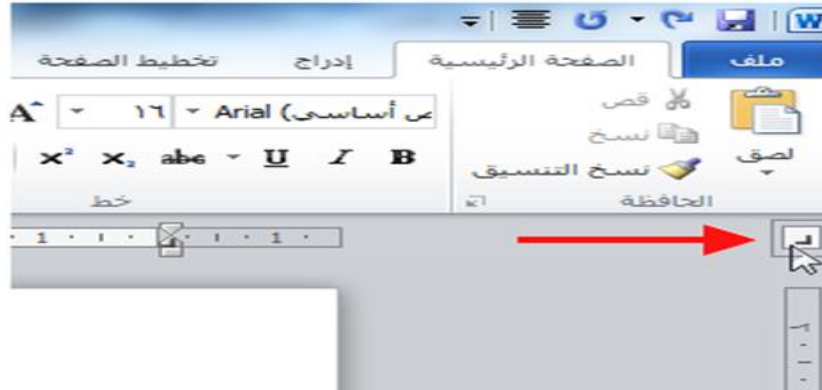 W
ملف الصفحة الرئيسية إدراج تخطيط الصفحة
لصق
قص
نسخ
نسخ التنسيق
الحافظة
Arial (ص أساسى) ١٦ A
B I U abc x₂ x²
خط
1 1